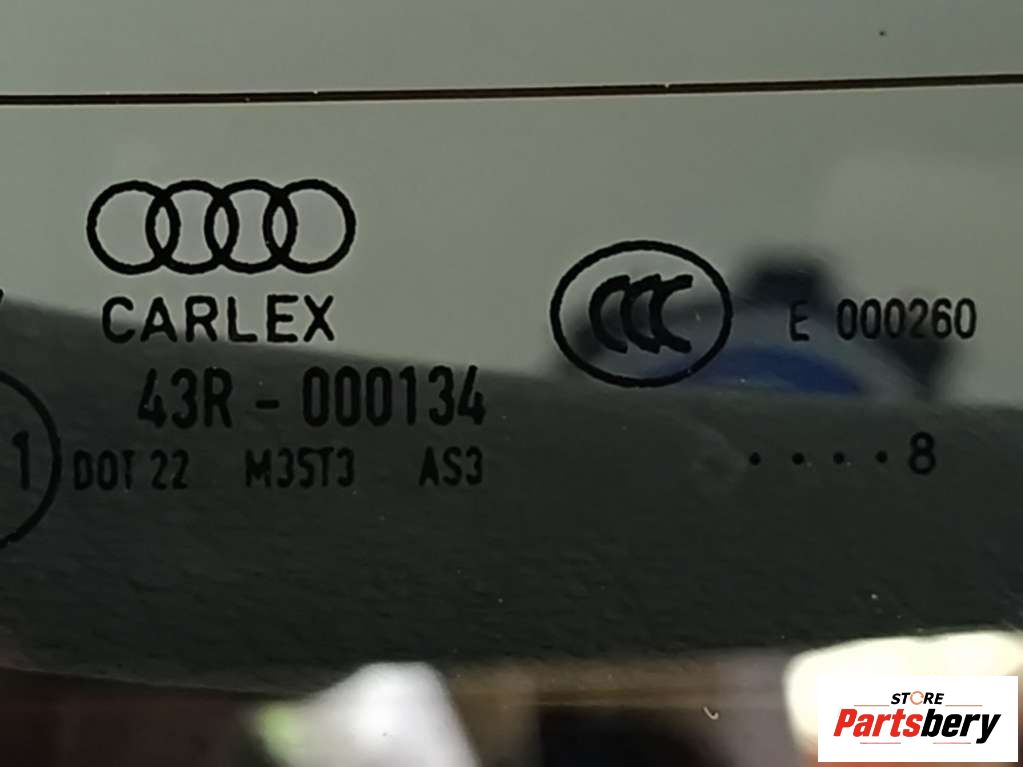 CARLEX
CCC E 000260
43R - 000134
1 DOT 22 M35T3 AS3 ....8
STORE
Partsbery